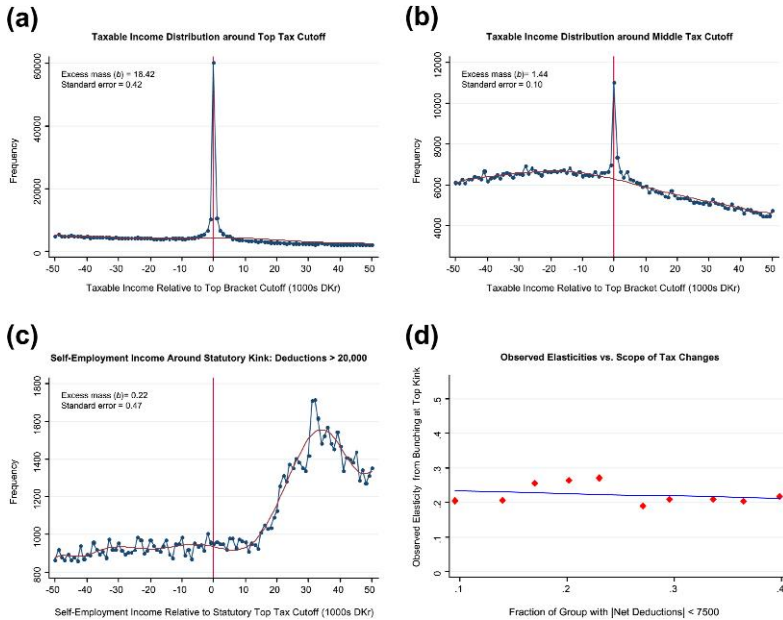 (a)
Taxable Income Distribution around Top Tax Cutoff
Excess mass (b) = 18.42
Standard error = 0.42
Frequency
60000
40000
20000
0
-50 -40 -30 -20 -10 0 10 20 30 40 50
Taxable Income Relative to Top Bracket Cutoff (1000s DKr)
(b)
Taxable Income Distribution around Middle Tax Cutoff
Excess mass (b)= 1.44
Standard error = 0.10
Frequency
12000
10000
8000
6000
4000
-50 -40 -30 -20 -10 0 10 20 30 40 50
Taxable Income Relative to Top Bracket Cutoff (1000s DKr)
(c)
Self-Employment Income Around Statutory Kink: Deductions > 20,000
Excess mass (b)= 0.22
Standard error = 0.47
Frequency
1800
1600
1400
1200
1000
800
-50 -40 -30 -20 -10 0 10 20 30 40 50
Self-Employment Income Relative to Statutory Top Tax Cutoff (1000s DKr)
(d)
Observed Elasticities vs. Scope of Tax Changes
Observed Elasticity from Bunching at Top Kink
.5
.4
.3
.2
.1
0
.1 .2 .3 .4
Fraction of Group with |Net Deductions| < 7500